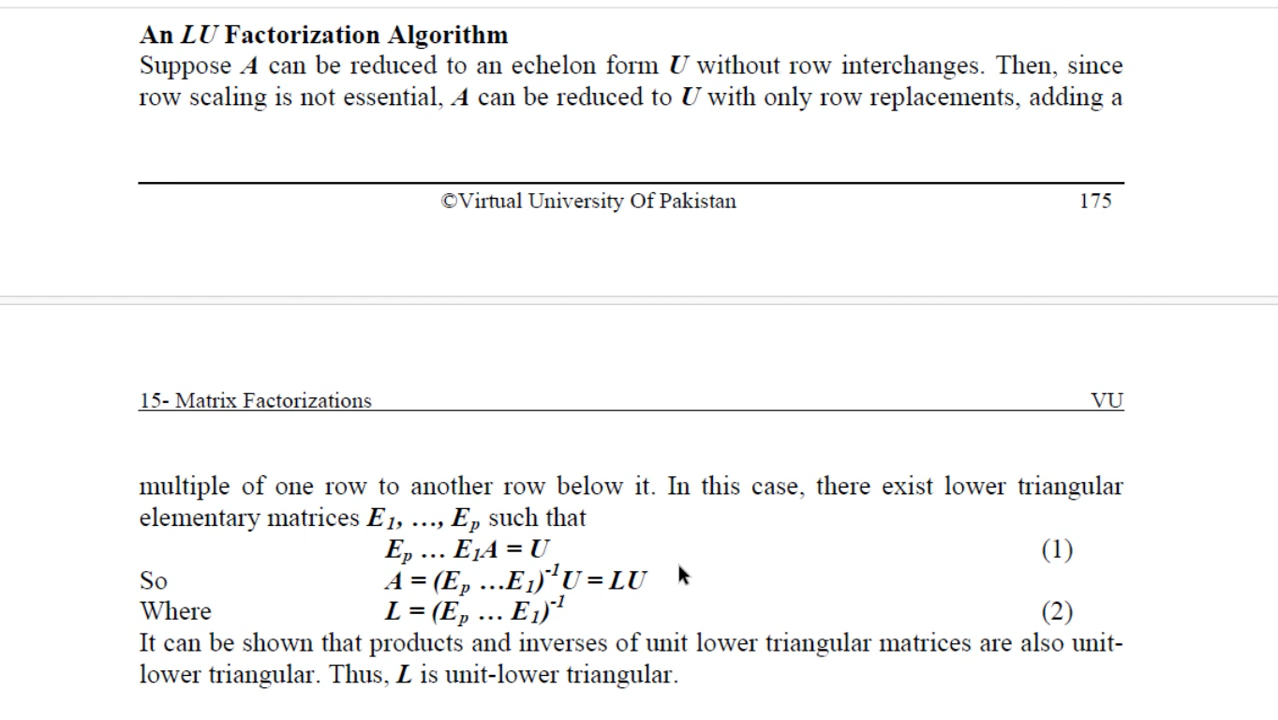 An LU Factorization Algorithm
Suppose A can be reduced to an echelon form U without row interchanges. Then, since
row scaling is not essential, A can be reduced to U with only row replacements, adding a
©Virtual University Of Pakistan 175
15- Matrix Factorizations VU
multiple of one row to another row below it. In this case, there exist lower triangular
elementary matrices E₁, …, Eₚ such that
Eₚ … E₁A = U (1)
So A = (Eₚ …E₁)⁻¹U = LU
Where L = (Eₚ … E₁)⁻¹ (2)
It can be shown that products and inverses of unit lower triangular matrices are also unit-
lower triangular. Thus, L is unit-lower triangular.